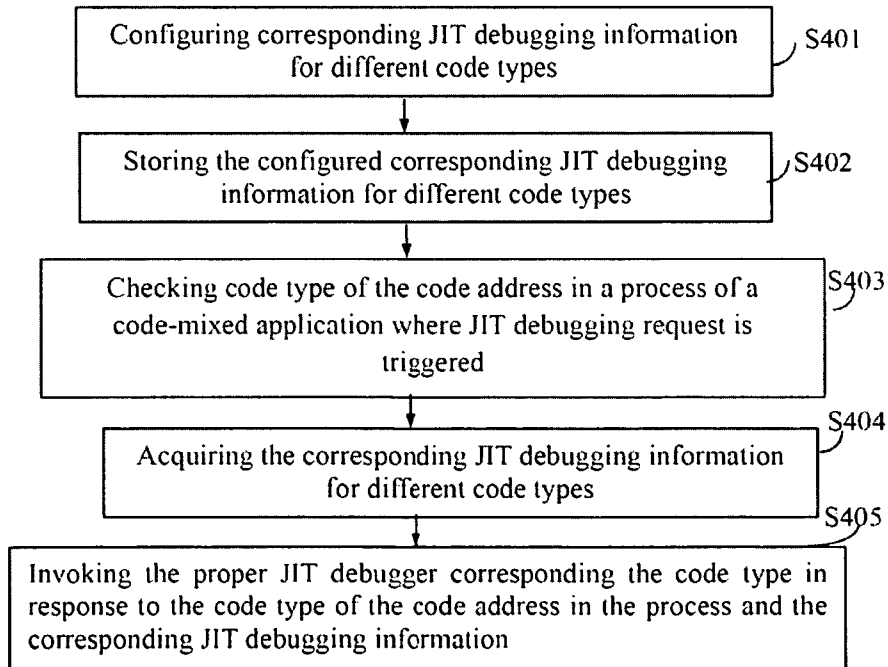 Configuring corresponding JIT debugging information
for different code types
S401
Storing the configured corresponding JIT debugging
information for different code types
S402
Checking code type of the code address in a process of a
code-mixed application where JIT debugging request is
triggered
S403
Acquiring the corresponding JIT debugging information
for different code types
S404
Invoking the proper JIT debugger corresponding the code type in
response to the code type of the code address in the process and the
corresponding JIT debugging information
S405